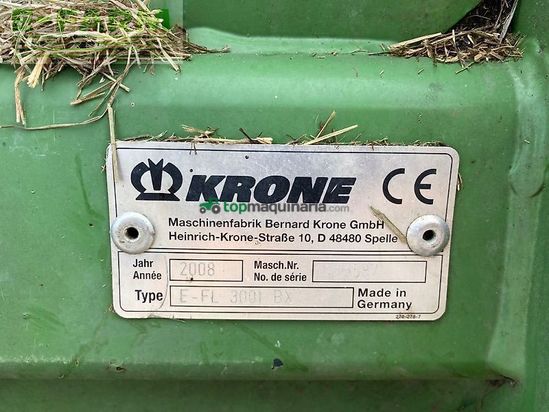 KRONE CE
topmaquinaria.com
Maschinenfabrik Bernard Krone GmbH
Heinrich-Krone-Straße 10, D 48480 Spelle
Jahr Année 2008 Masch.Nr. No. de série
Type E-FL 3001 BX Made in Germany